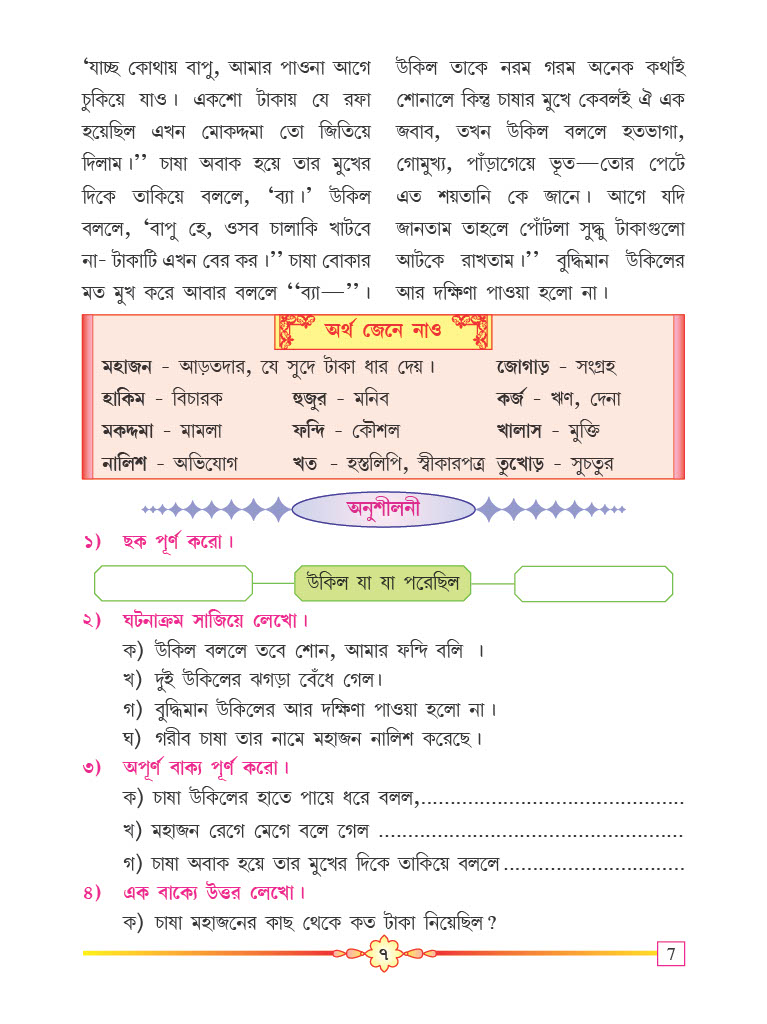 ‘যাচ্ছ কোথায় বাপু, আমার পাওনা আগে
চুকিয়ে যাও। একশো টাকায় যে রফা
হয়েছিল এখন মোকদ্দমা তো জিতিয়ে
দিলাম।’’ চাষা অবাক হয়ে তার মুখের
দিকে তাকিয়ে বললে, ‘ব্যা।’ উকিল
বললে, ‘বাপু হে, ওসব চালাকি খাটবে
না- টাকাটি এখন বের কর।’’ চাষা বোকার
মত মুখ করে আবার বললে ‘‘ব্যা—’’।
উকিল তাকে নরম গরম অনেক কথাই
শোনালে কিন্তু চাষার মুখে কেবলই ঐ এক
জবাব, তখন উকিল বললে হতভাগা,
গোমুখ্য, পাঁড়াগেয়ে ভূত—তোর পেটে
এত শয়তানি কে জানে। আগে যদি
জানতাম তাহলে পোঁটলা সুদ্ধু টাকাগুলো
আটকে রাখতাম।’’ বুদ্ধিমান উকিলের
আর দক্ষিণা পাওয়া হলো না।
অর্থ জেনে নাও
মহাজন - আড়তদার, যে সুদে টাকা ধার দেয়। জোগাড় - সংগ্রহ
হাকিম - বিচারক হুজুর - মনিব কর্জ - ঋণ, দেনা
মকদ্দমা - মামলা ফন্দি - কৌশল খালাস - মুক্তি
নালিশ - অভিযোগ খত - হস্তলিপি, স্বীকারপত্র তুখোড় - সুচতুর
অনুশীলনী
১) ছক পূর্ণ করো।
উকিল যা যা পরেছিল
২) ঘটনাক্রম সাজিয়ে লেখো।
ক) উকিল বললে তবে শোন, আমার ফন্দি বলি ।
খ) দুই উকিলের ঝগড়া বেঁধে গেল।
গ) বুদ্ধিমান উকিলের আর দক্ষিণা পাওয়া হলো না।
ঘ) গরীব চাষা তার নামে মহাজন নালিশ করেছে।
৩) অপূর্ণ বাক্য পূর্ণ করো।
ক) চাষা উকিলের হাতে পায়ে ধরে বলল,.............................................
খ) মহাজন রেগে মেগে বলে গেল ....................................................
গ) চাষা অবাক হয়ে তার মুখের দিকে তাকিয়ে বললে...............................
৪) এক বাক্যে উত্তর লেখো।
ক) চাষা মহাজনের কাছ থেকে কত টাকা নিয়েছিল?
৭
7